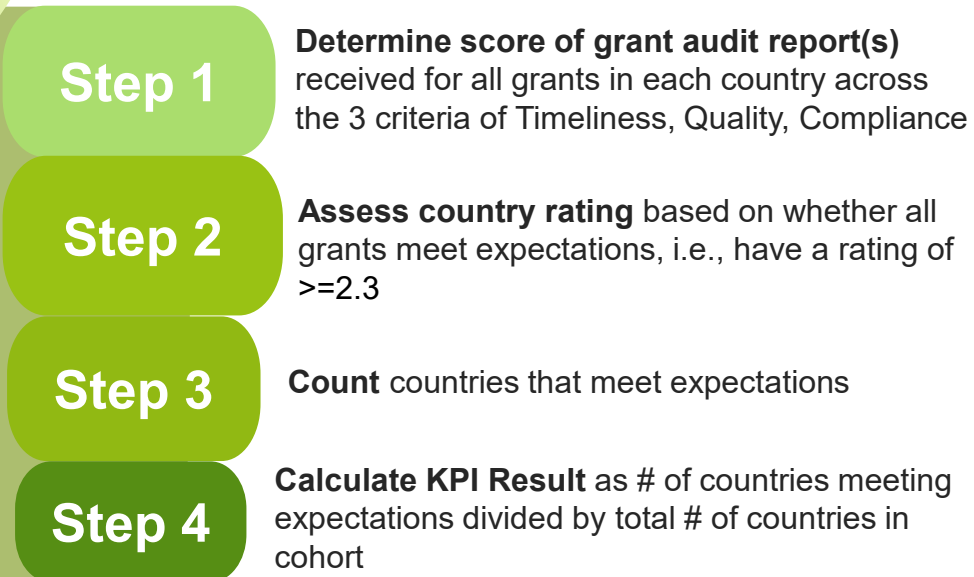 Step 1
Determine score of grant audit report(s)
received for all grants in each country across
the 3 criteria of Timeliness, Quality, Compliance
Step 2
Assess country rating based on whether all
grants meet expectations, i.e., have a rating of
>=2.3
Step 3
Count countries that meet expectations
Step 4
Calculate KPI Result as # of countries meeting
expectations divided by total # of countries in
cohort